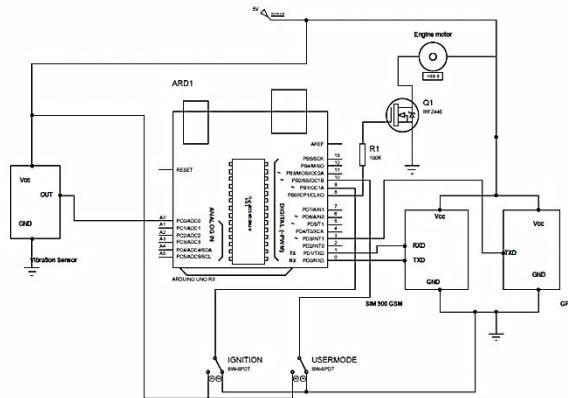 5V
Engine motor
+88.8
ARD1
Q1
IRFZ44E
R1
100R
AREF
PB5/SCK
13
PB4/MISO
12
RESET
PB3/MOSI/OC2A
11
PB2/SS/OC1B
10
PB1/OC1A
9
PB0/ICP1/CLKO
8
ANALOG IN
DIGITAL (~PWM)
PD7/AIN1
7
PD6/AIN0
6
PD5/T1
5
PD4/T0/XCK
4
PD3/INT1
3
PD2/INT0
2
TX
PD1/TXD
1
RX
PD0/RXD
0
A0
PC0/ADC0
A1
PC1/ADC1
A2
PC2/ADC2
A3
PC3/ADC3
A4
PC4/ADC4/SDA
A5
PC5/ADC5/SCL
ARDUINO UNO R3
Vcc
OUT
GND
Vibration Sensor
Vcc
RXD
TXD
GND
SIM 900 GSM
Vcc
TXD
GND
GP
IGNITION
SW-SPDT
USERMODE
SW-SPDT